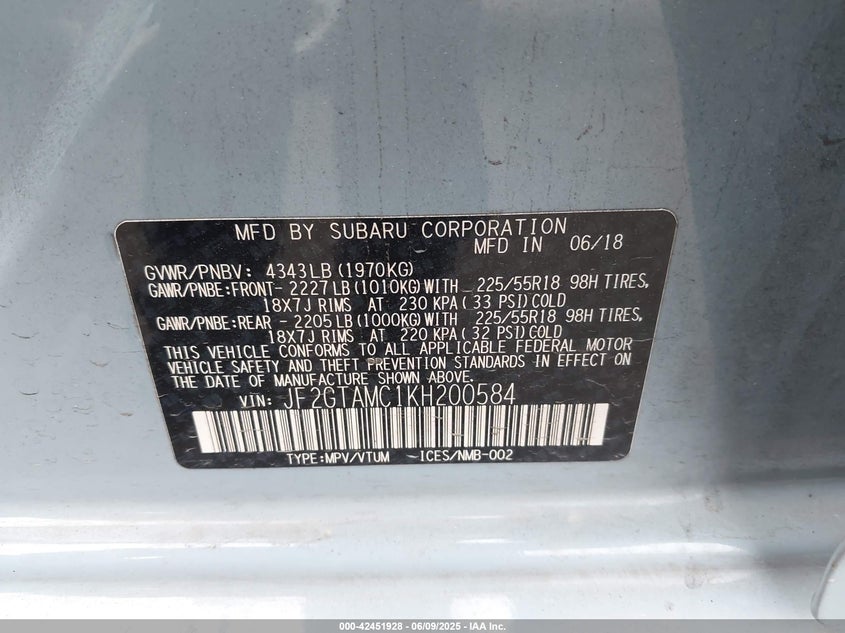 MFD BY SUBARU CORPORATION
MFD IN 06/18
GVWR/PNBV: 4343LB (1970KG)
GAWR/PNBE:FRONT- 2227 LB (1010KG) WITH 225/55R18 98H TIRES,
18X7J RIMS AT 230 KPA (33 PSI) COLD
GAWR/PNBE:REAR - 2205 LB (1000KG) WITH 225/55R18 98H TIRES,
18X7J RIMS AT 220 KPA (32 PSI) COLD
THIS VEHICLE CONFORMS TO ALL APPLICABLE FEDERAL MOTOR
VEHICLE SAFETY AND THEFT PREVENTION STANDARDS IN EFFECT ON
THE DATE OF MANUFACTURE SHOWN ABOVE.
VIN: JF2GTAMC1KH200584
TYPE:MPV/VTUM ICES/NMB-002
000-42451928 - 06/09/2025 - IAA Inc.